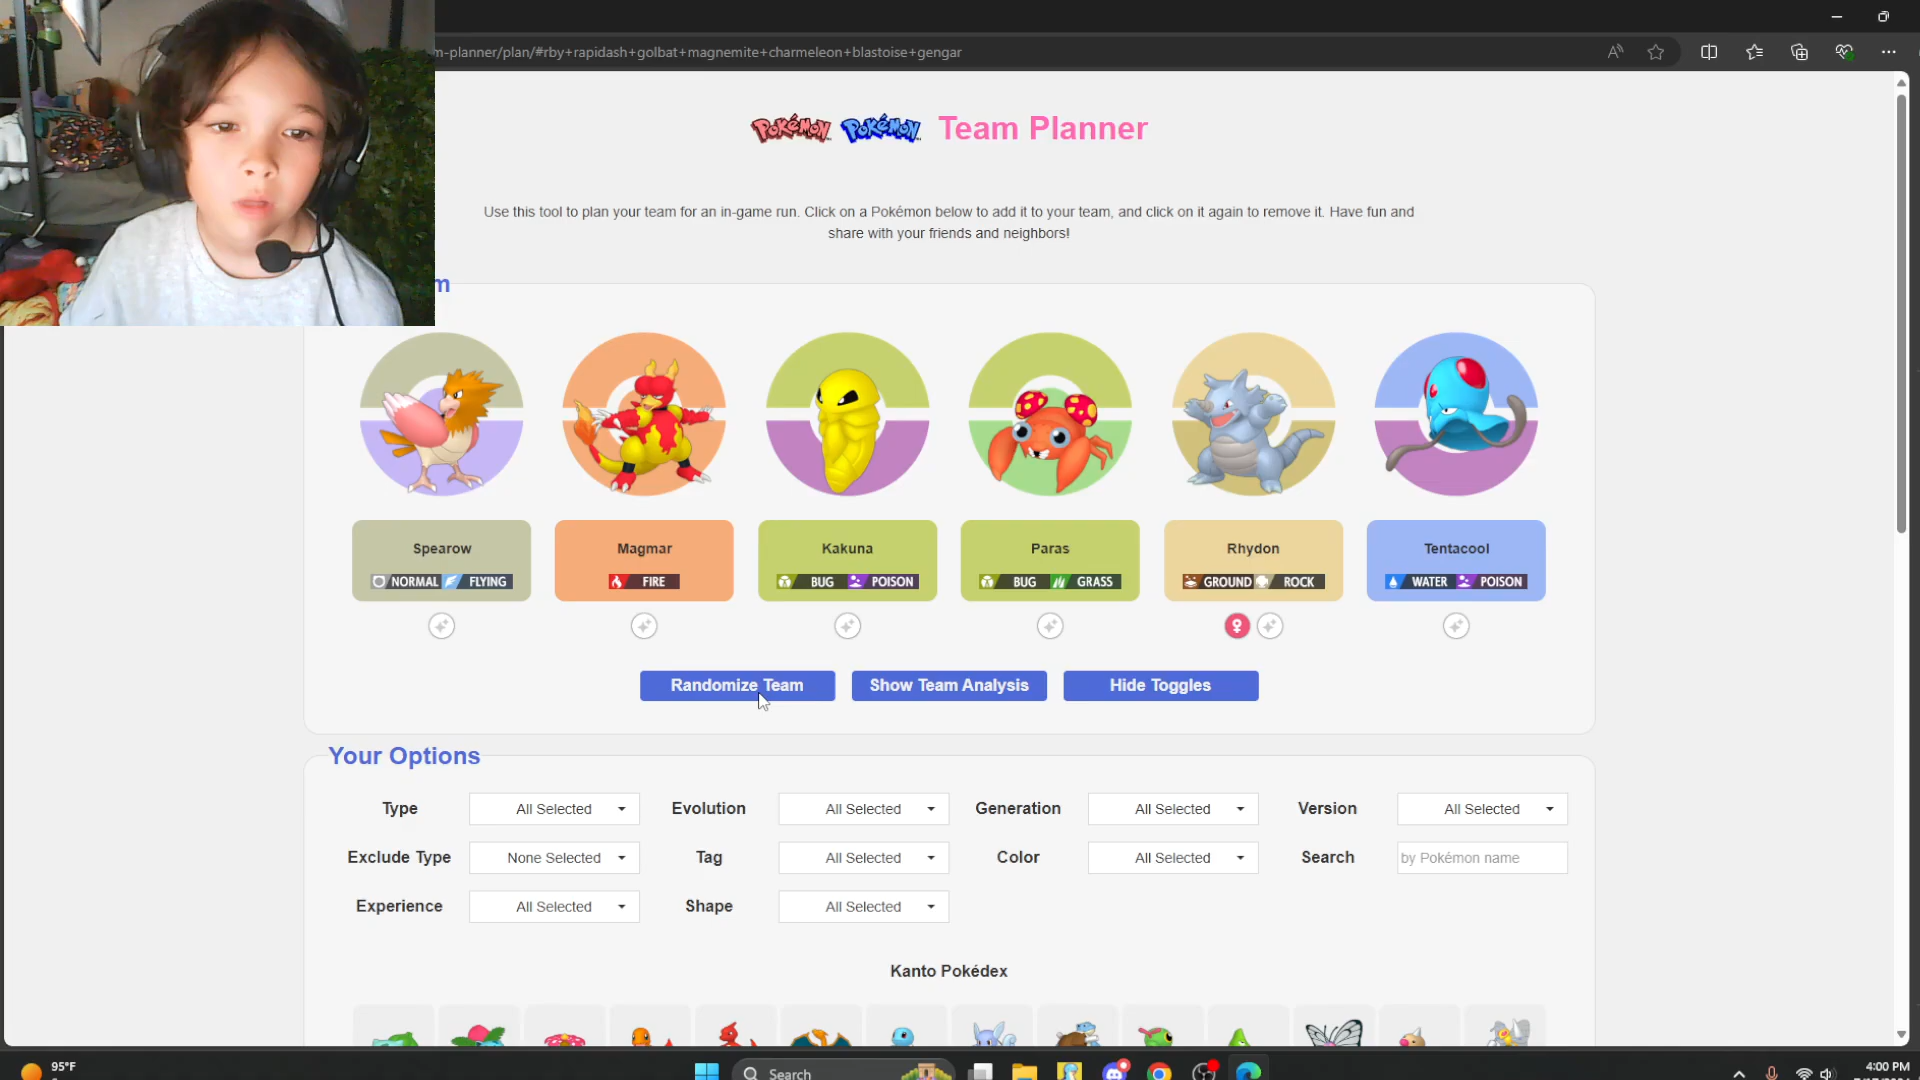 m-planner/plan/#rby+rapidash+golbat+magnemite+charmeleon+blastoise+gengar
Pokémon Pokémon Team Planner
Use this tool to plan your team for an in-game run. Click on a Pokémon below to add it to your team, and click on it again to remove it. Have fun and
share with your friends and neighbors!
m
Spearow Magmar Kakuna Paras Rhydon Tentacool
NORMAL FLYING FIRE BUG POISON BUG GRASS GROUND ROCK WATER POISON
Randomize Team Show Team Analysis Hide Toggles
Your Options
Type All Selected Evolution All Selected Generation All Selected Version All Selected
Exclude Type None Selected Tag All Selected Color All Selected Search by Pokémon name
Experience All Selected Shape All Selected
Kanto Pokédex
95°F
Search
4:00 PM